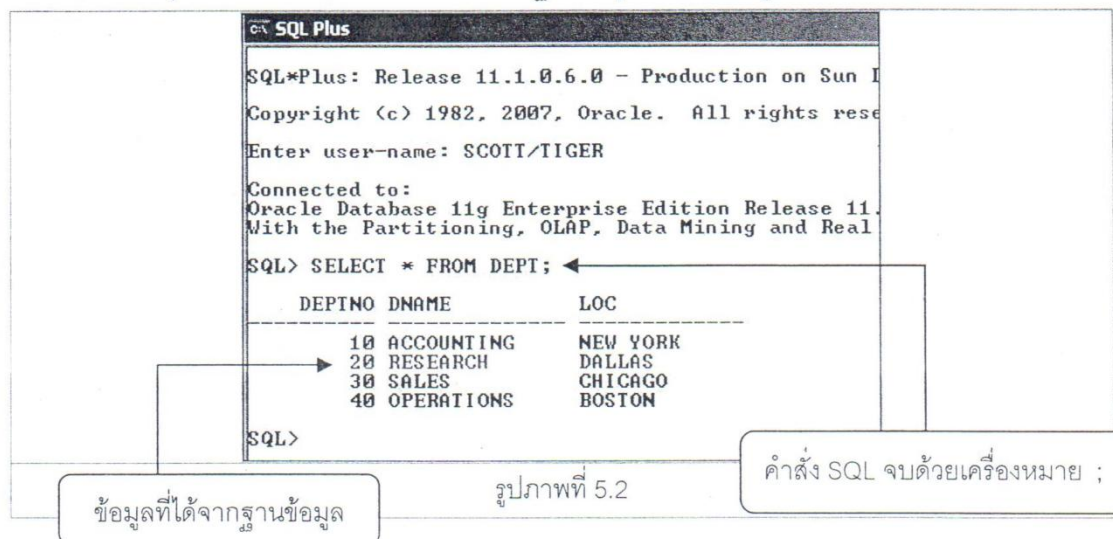 SQL Plus
SQL*Plus: Release 11.1.0.6.0 - Production on Sun
Copyright (c) 1982, 2007, Oracle. All rights rese
Enter user-name: SCOTT/TIGER
Connected to:
Oracle Database 11g Enterprise Edition Release 11.
With the Partitioning, OLAP, Data Mining and Real
SQL> SELECT * FROM DEPT;
DEPTNO DNAME LOC
10 ACCOUNTING NEW YORK
20 RESEARCH DALLAS
30 SALES CHICAGO
40 OPERATIONS BOSTON
SQL>
คำสั่ง SQL จบด้วยเครื่องหมาย ;
รูปภาพที่ 5.2
ข้อมูลที่ได้จากฐานข้อมูล